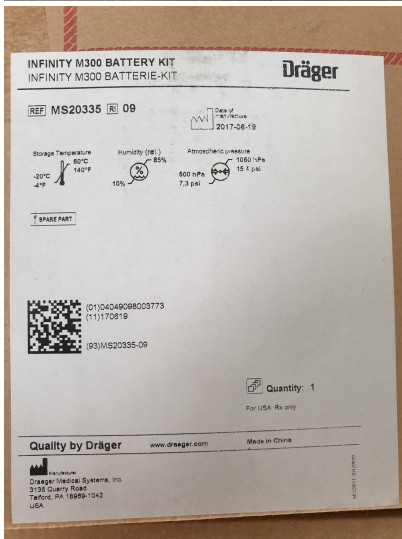 INFINITY M300 BATTERY KIT
INFINITY M300 BATTERIE-KIT
Dräger
REF MS20335 RI 09
Date of
manufacture
2017-06-19
Storage Temperature
60°C
140°F
-20°C
-4°F
Humidity (rel.)
85%
%
10%
Atmospheric pressure
1060 hPa
15,4 psi
500 hPa
7,3 psi
SPARE PART
(01)04049098003773
(11)170619
(93)MS20335-09
Quantity: 1
For USA: Rx only
Quality by Dräger
www.draeger.com
Made in China
Manufacturer
Draeger Medical Systems, Inc.
3135 Quarry Road
Telford, PA 18969-1042
USA